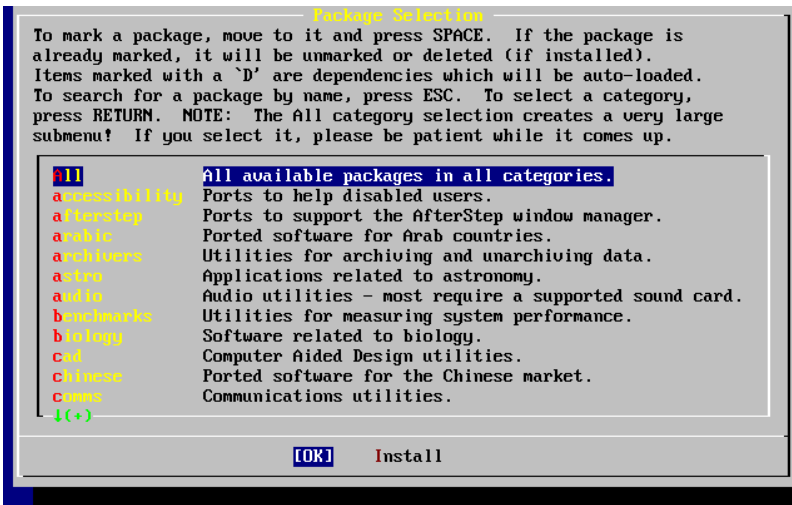 Package Selection
To mark a package, move to it and press SPACE.  If the package is
already marked, it will be unmarked or deleted (if installed).
Items marked with a `D' are dependencies which will be auto-loaded.
To search for a package by name, press ESC.  To select a category,
press RETURN.  NOTE:  The All category selection creates a very large
submenu!  If you select it, please be patient while it comes up.
All All available packages in all categories.
accessibility Ports to help disabled users.
afterstep Ports to support the AfterStep window manager.
arabic Ported software for Arab countries.
archivers Utilities for archiving and unarchiving data.
astro Applications related to astronomy.
audio Audio utilities - most require a supported sound card.
benchmarks Utilities for measuring system performance.
biology Software related to biology.
cad Computer Aided Design utilities.
chinese Ported software for the Chinese market.
comms Communications utilities.
↓(+)
[OK] Install